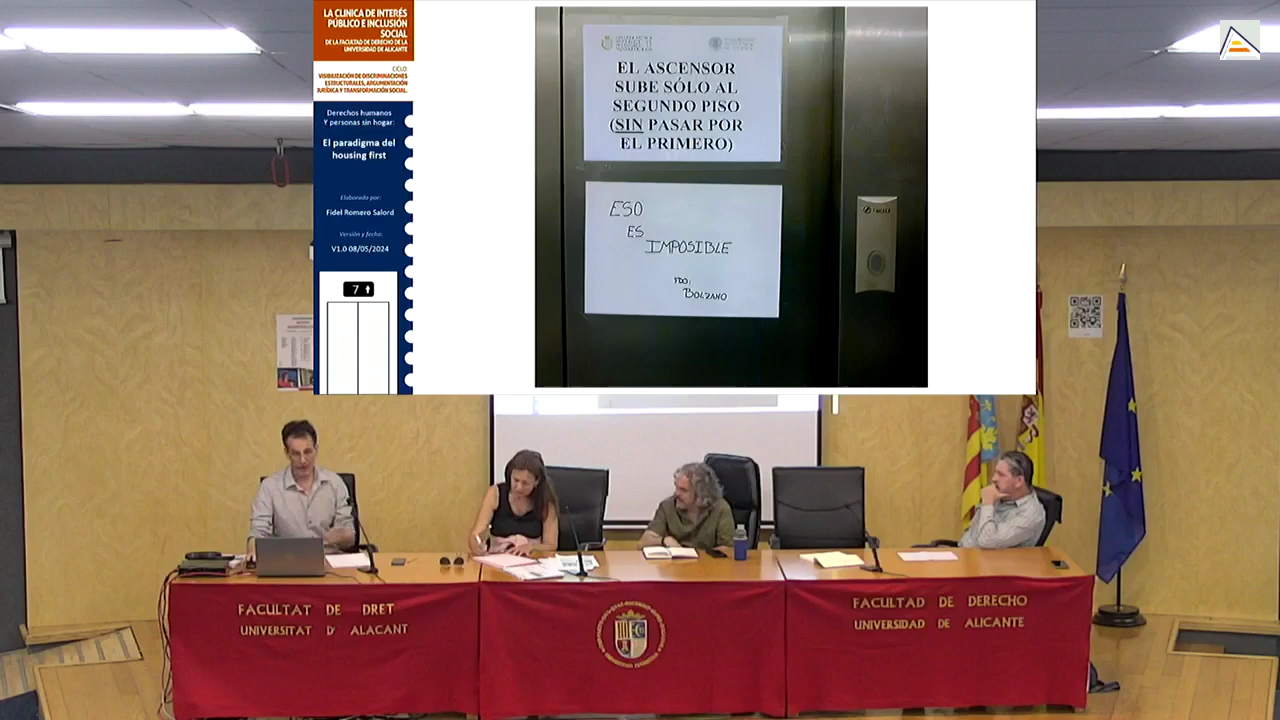 LA CLINICA DE INTERÉS
PÚBLICO E INCLUSIÓN
SOCIAL
DE LA FACULTAD DE DERECHO DE LA
UNIVERSIDAD DE ALICANTE
CICLO:
VISIBILIZACIÓN DE DISCRIMINACIONES
ESTRUCTURALES, ARGUMENTACIÓN
JURÍDICA Y TRANSFORMACIÓN SOCIAL.
Derechos humanos
Y personas sin hogar:
El paradigma del
housing first
Elaborado por:
Fidel Romero Salord
Versión y fecha:
V1.0 08/05/2024
7
EL ASCENSOR
SUBE SÓLO AL
SEGUNDO PISO
(SIN PASAR POR
EL PRIMERO)
ESO
ES
IMPOSIBLE
FDO:
BOLZANO
FACULTAT DE DRET
UNIVERSITAT D' ALACANT
FACULTAD DE DERECHO
UNIVERSIDAD DE ALICANTE